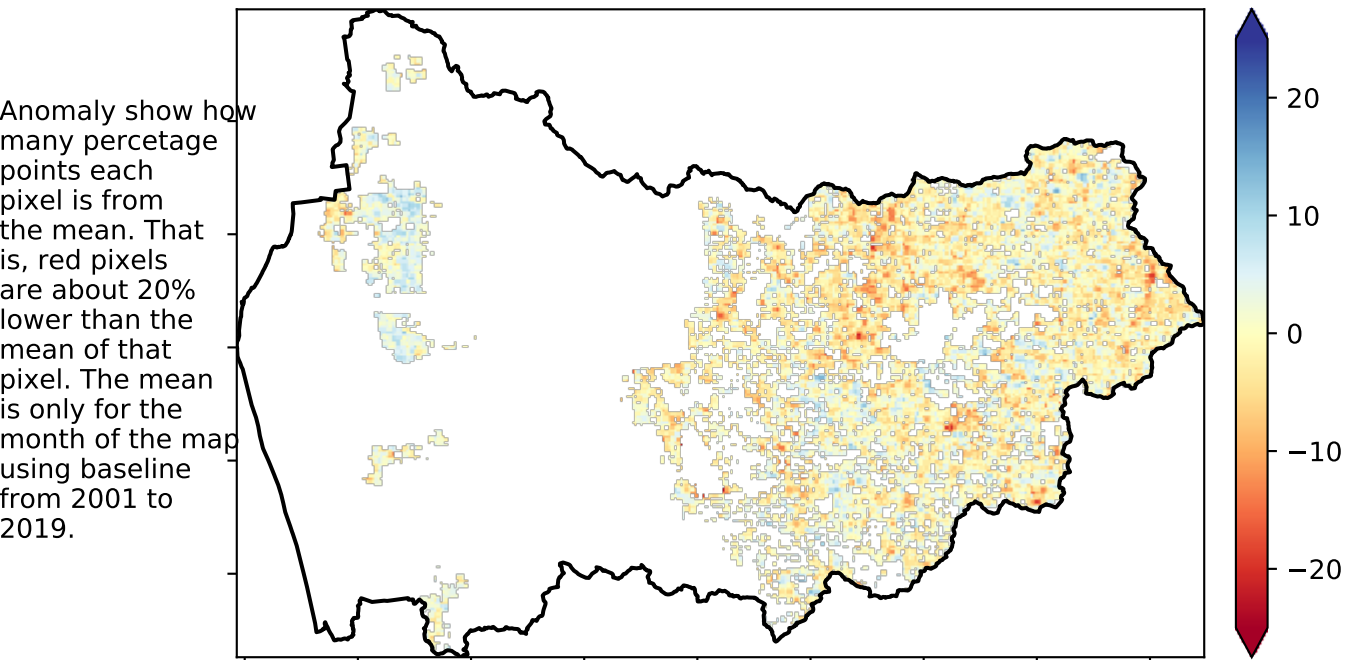 Anomaly show how
many percetage
points each
pixel is from
the mean. That
is, red pixels
are about 20%
lower than the
mean of that
pixel. The mean
is only for the
month of the map
using baseline
from 2001 to
2019.
20
10
0
−10
−20